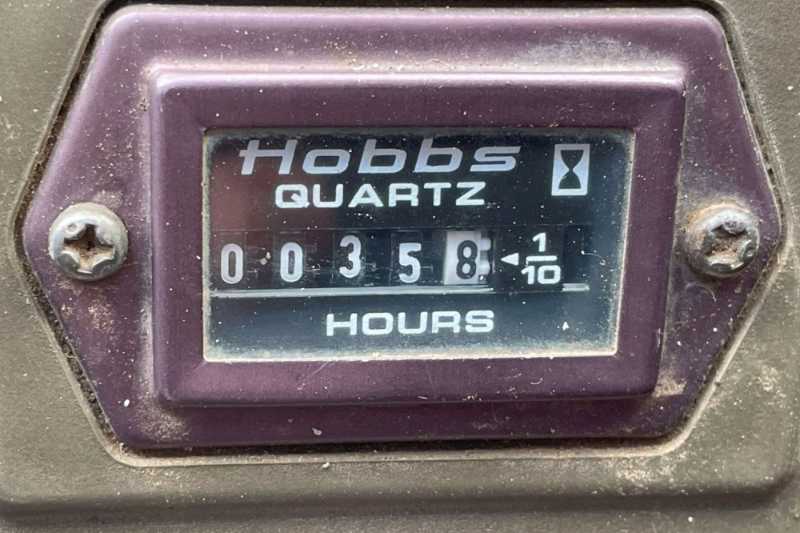 Hobbs
QUARTZ
0 0 3 5 8 ◄ 1/10
HOURS